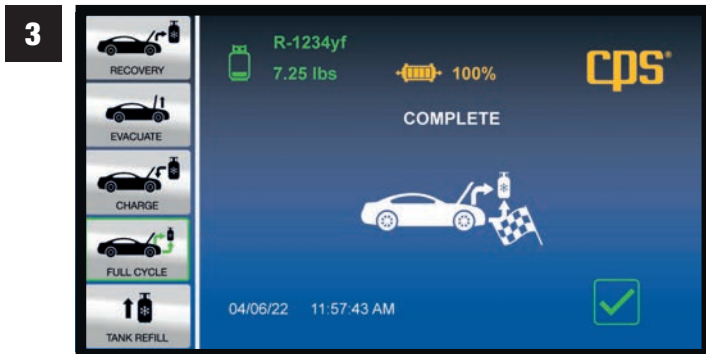 3
RECOVERY
EVACUATE
CHARGE
FULL CYCLE
TANK REFILL
R-1234yf
7.25 lbs
100%
cps®
COMPLETE
04/06/22 11:57:43 AM